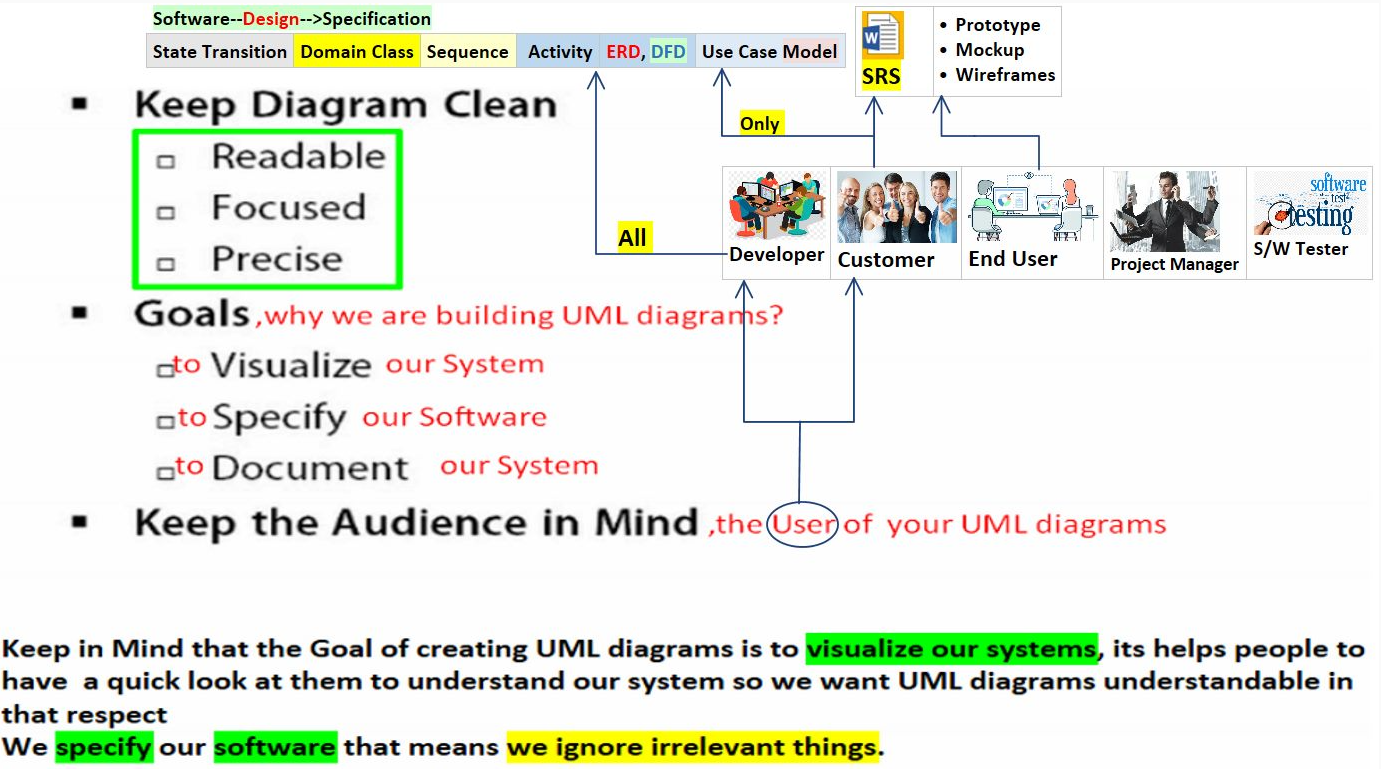 Software--Design-->Specification
State Transition Domain Class Sequence Activity ERD, DFD Use Case Model
SRS
• Prototype
• Mockup
• Wireframes
▪ Keep Diagram Clean
□ Readable
□ Focused
□ Precise
Only
All
Developer
Customer
End User
Project Manager
software
test
testing
S/W Tester
▪ Goals ,why we are building UML diagrams?
□ to Visualize our System
□ to Specify our Software
□ to Document our System
▪ Keep the Audience in Mind ,the User of your UML diagrams
Keep in Mind that the Goal of creating UML diagrams is to visualize our systems, its helps people to
have a quick look at them to understand our system so we want UML diagrams understandable in
that respect
We specify our software that means we ignore irrelevant things.